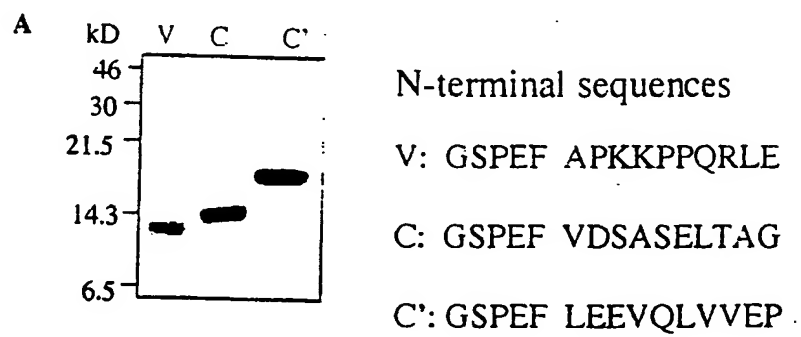 A
kD V C C'
46
30
21.5
14.3
6.5
N-terminal sequences
V: GSPEF APKKPPQRLE
C: GSPEF VDSASELTAG
C': GSPEF LEEVQLVVEP